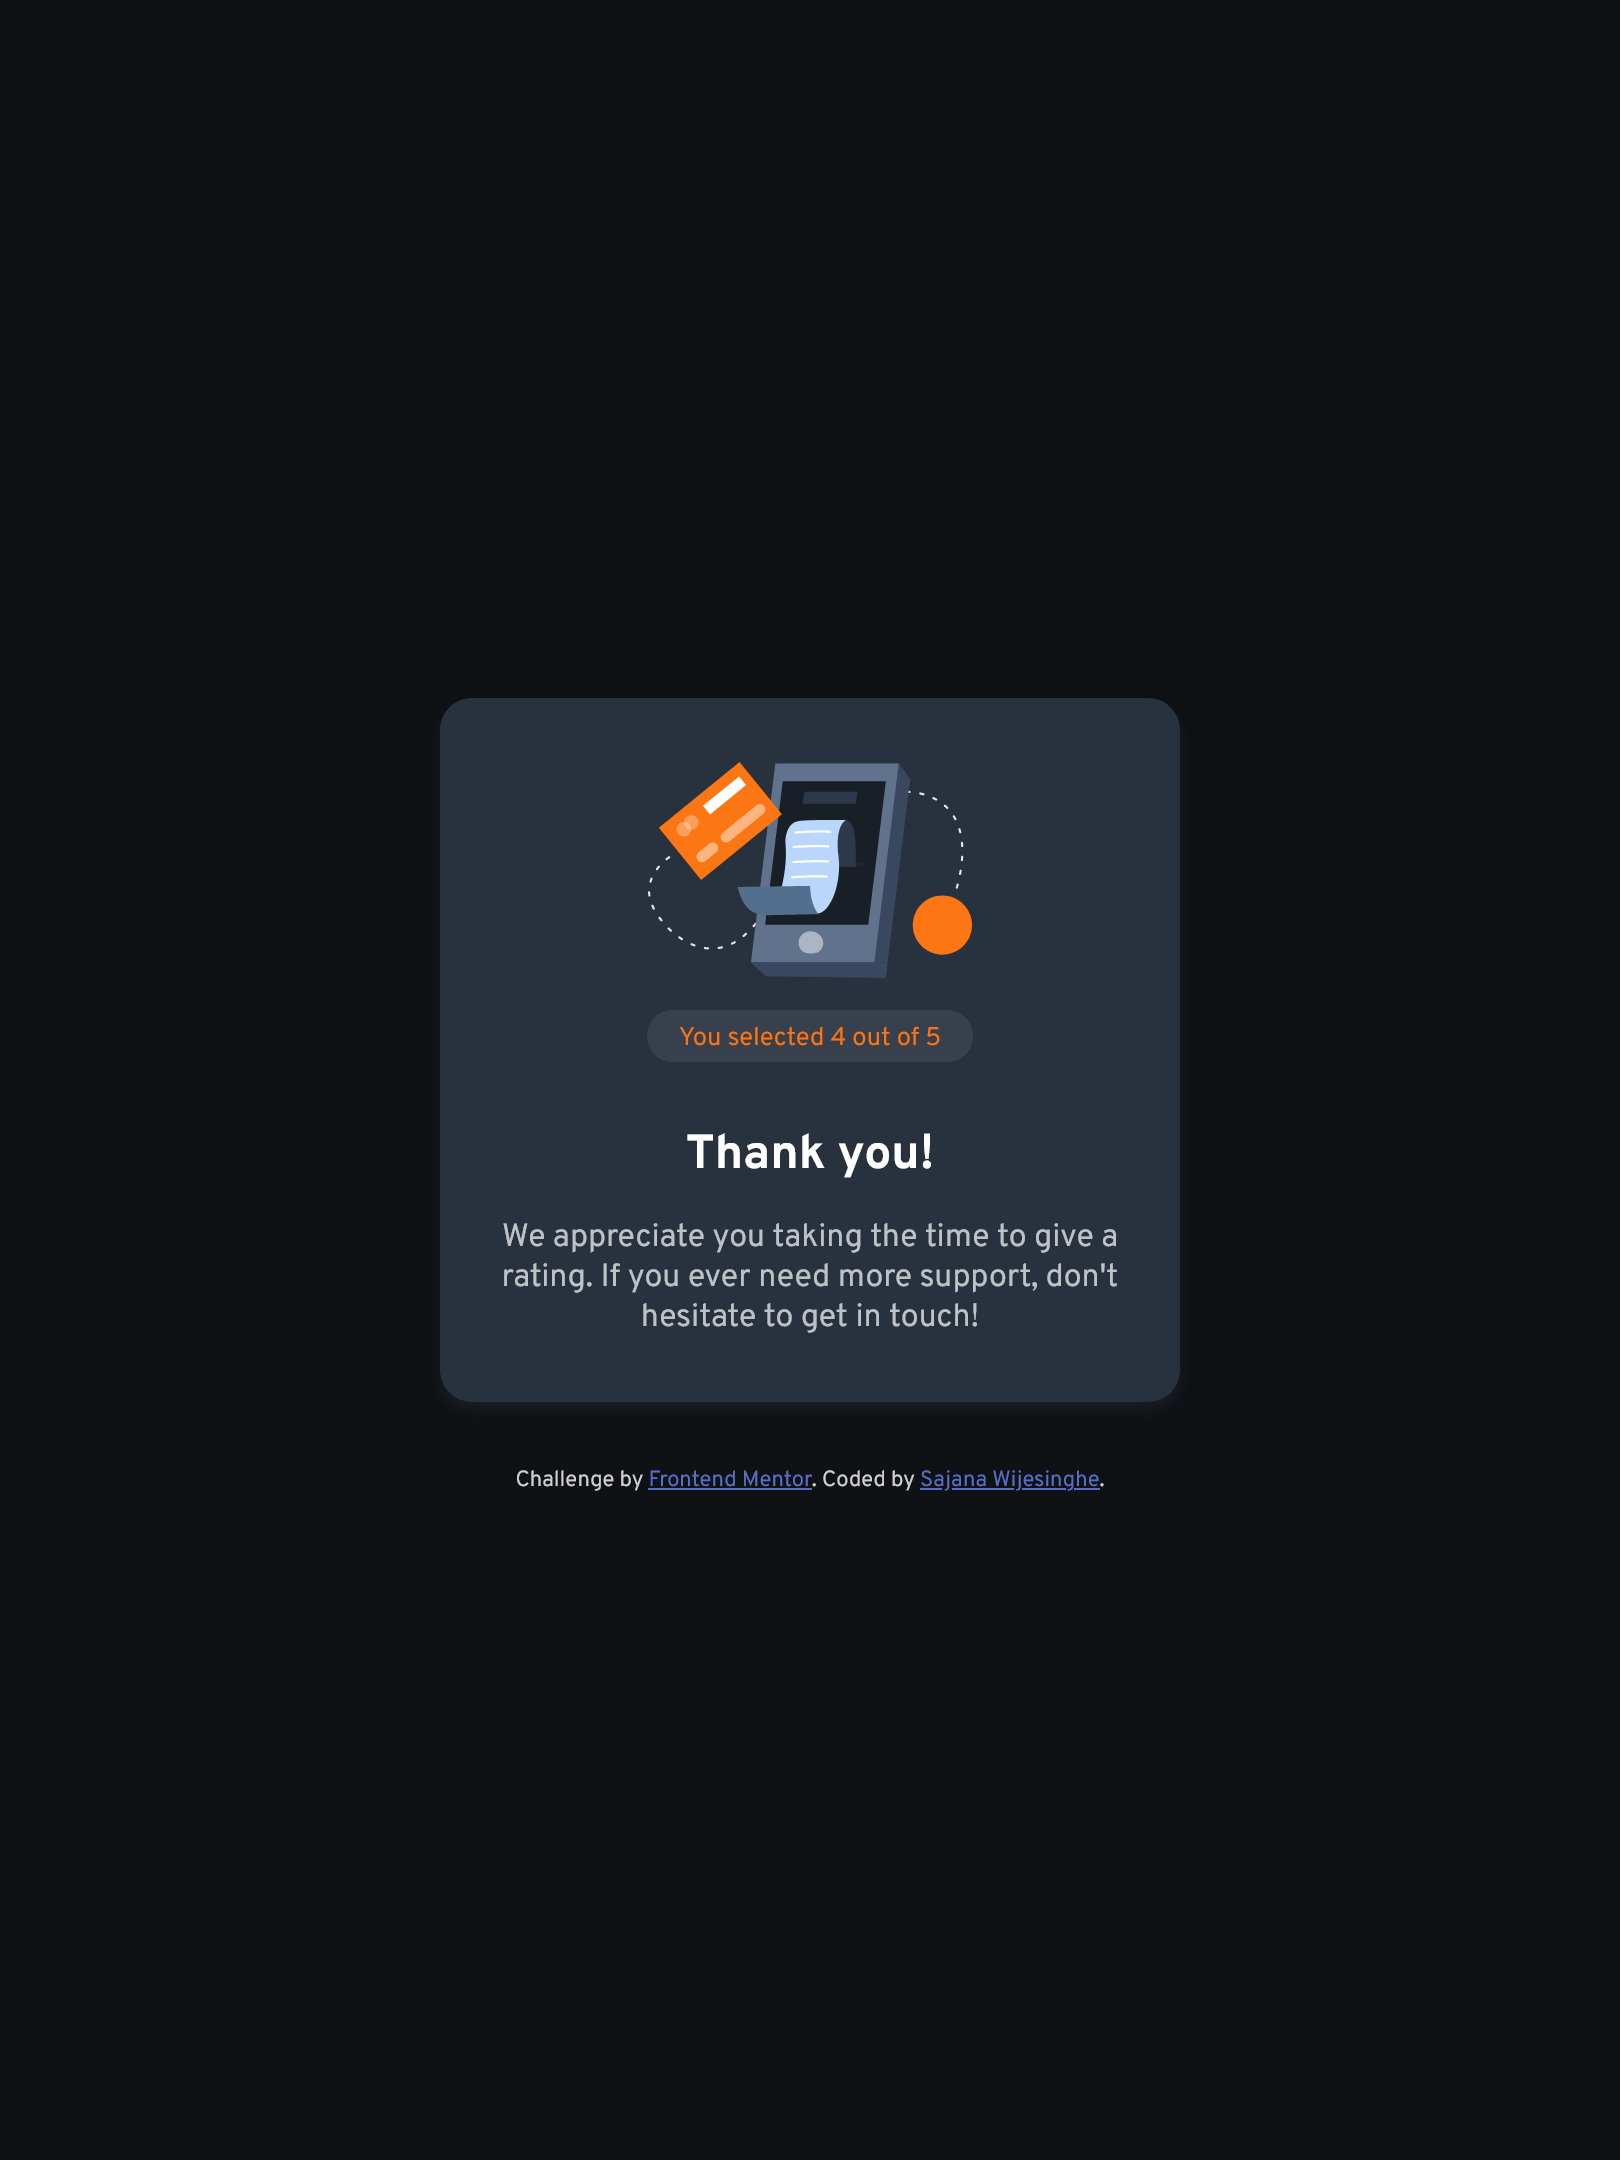 You selected 4 out of 5
Thank you!
We appreciate you taking the time to give a
rating. If you ever need more support, don't
hesitate to get in touch!
Challenge by Frontend Mentor. Coded by Sajana Wijesinghe.